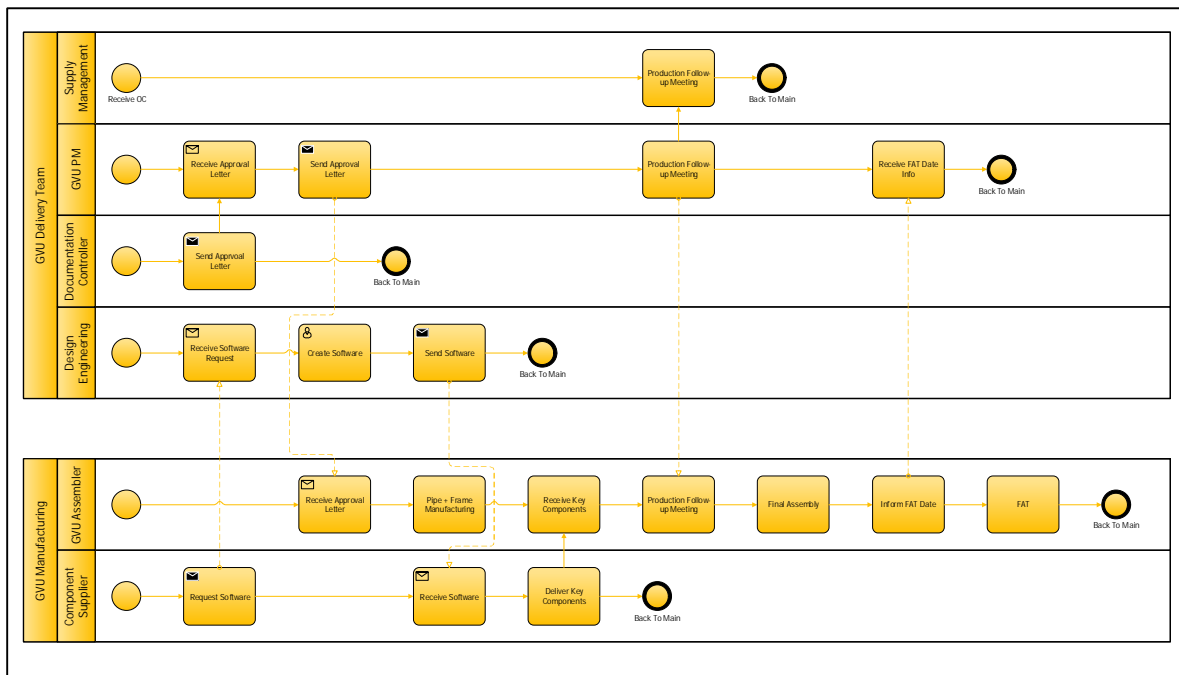 GVU Delivery Team
Supply
Management
Receive OC
Production Follow-
up Meeting
Back To Main
GVU PM
Receive Approval
Letter
Send Approval
Letter
Production Follow-
up Meeting
Receive FAT Date
Info
Back To Main
Documentation
Controller
Send Apprvoal
Letter
Back To Main
Design
Engineering
Receive Software
Request
Create Software
Send Software
Back To Main
GVU Manufacturing
GVU Assembler
Receive Approval
Letter
Pipe + Frame
Manufacturing
Receive Key
Components
Production Follow-
up Meeting
Final Assembly
Inform FAT Date
FAT
Back To Main
Component
Supplier
Request Software
Receive Software
Deliver Key
Components
Back To Main